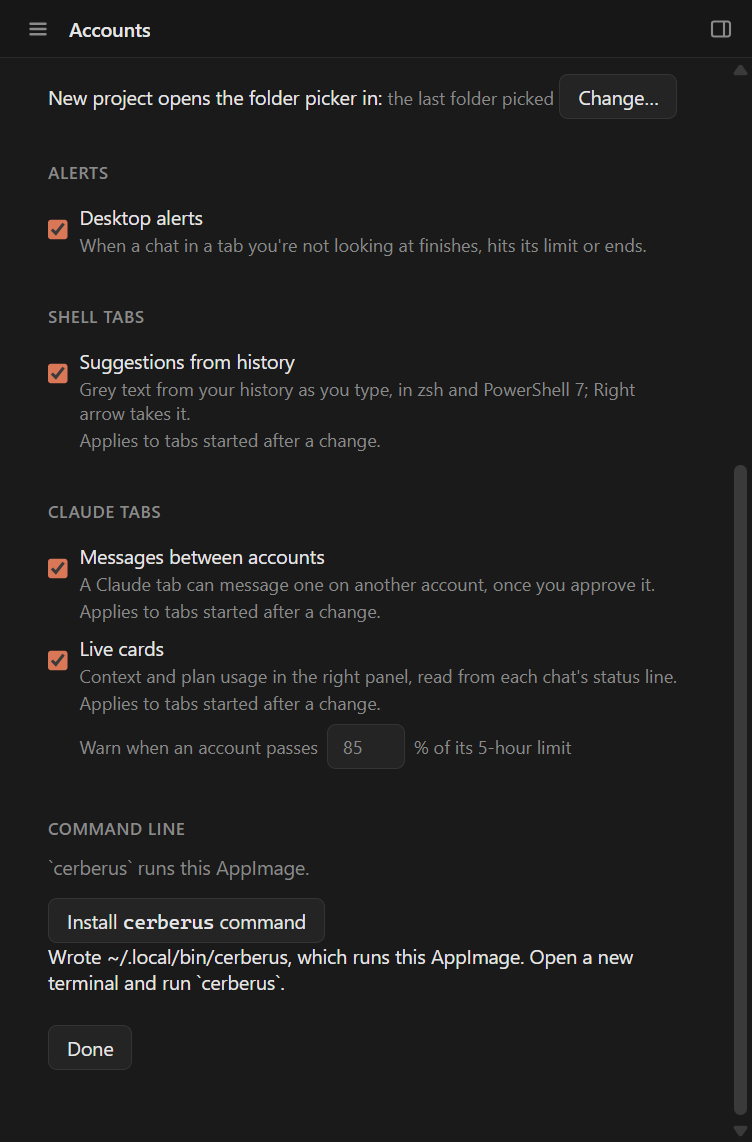 Accounts
New project opens the folder picker in: the last folder picked Change...
ALERTS
Desktop alerts
When a chat in a tab you're not looking at finishes, hits its limit or ends.
SHELL TABS
Suggestions from history
Grey text from your history as you type, in zsh and PowerShell 7; Right
arrow takes it.
Applies to tabs started after a change.
CLAUDE TABS
Messages between accounts
A Claude tab can message one on another account, once you approve it.
Applies to tabs started after a change.
Live cards
Context and plan usage in the right panel, read from each chat's status line.
Applies to tabs started after a change.
Warn when an account passes 85 % of its 5-hour limit
COMMAND LINE
`cerberus` runs this AppImage.
Install cerberus command
Wrote ~/.local/bin/cerberus, which runs this AppImage. Open a new
terminal and run `cerberus`.
Done